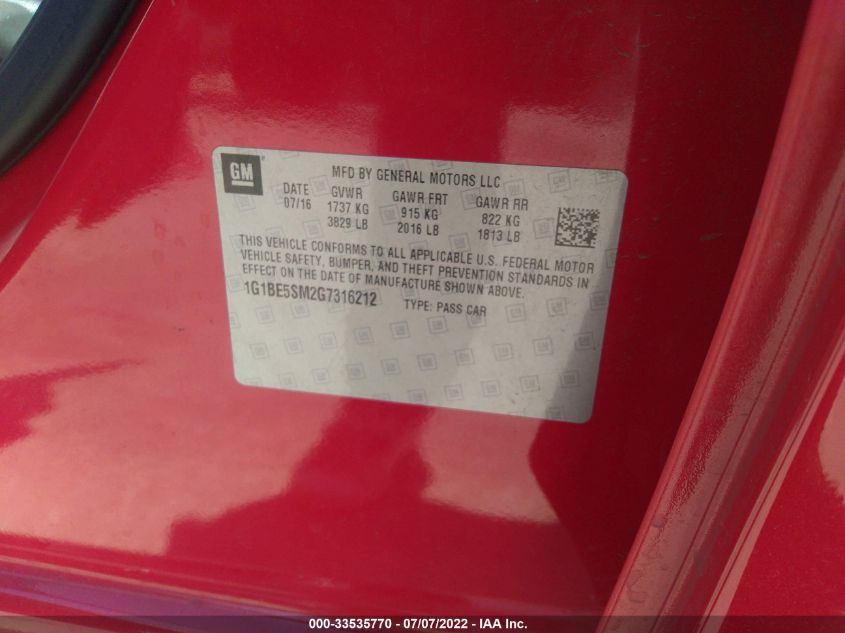 GM
MFD BY GENERAL MOTORS LLC
DATE GVWR GAWR FRT GAWR RR
07/16 1737 KG 915 KG 822 KG
3829 LB 2016 LB 1813 LB
THIS VEHICLE CONFORMS TO ALL APPLICABLE U.S. FEDERAL MOTOR
VEHICLE SAFETY, BUMPER, AND THEFT PREVENTION STANDARDS IN
EFFECT ON THE DATE OF MANUFACTURE SHOWN ABOVE.
1G1BE5SM2G7316212 TYPE: PASS CAR
000-33535770 - 07/07/2022 - IAA Inc.